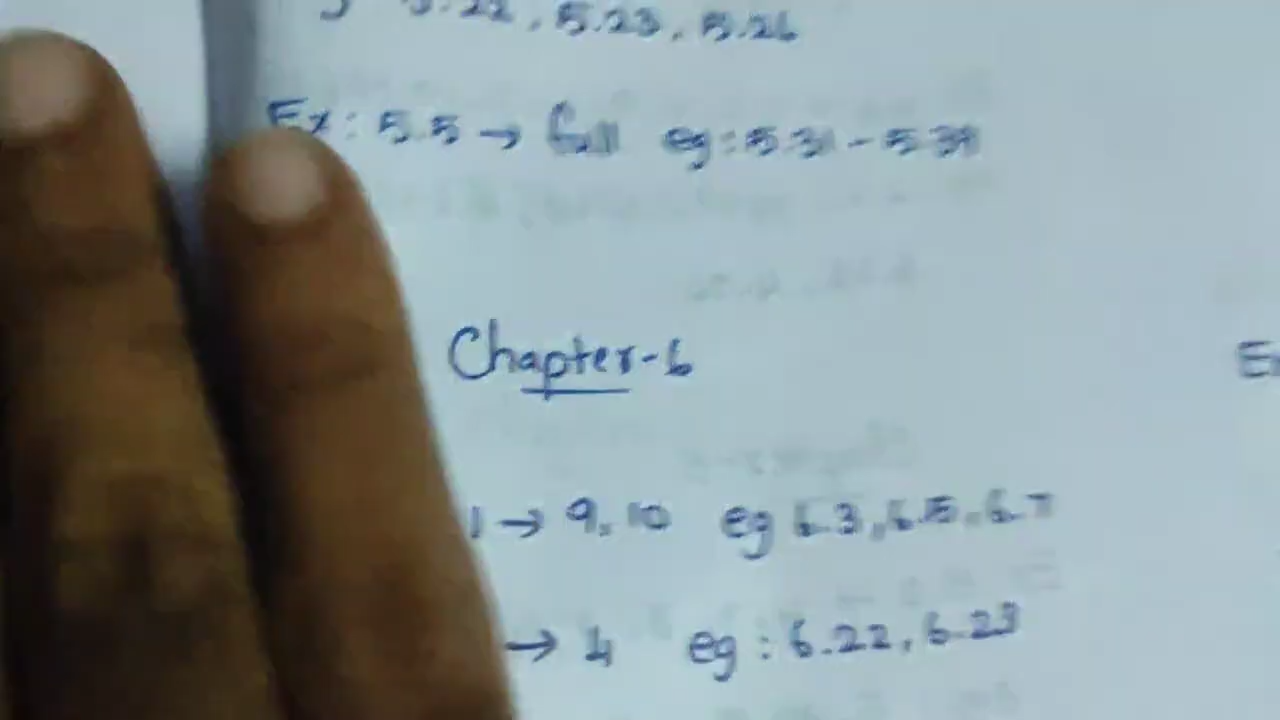 5.22, 5.23, 5.26
Ex: 5.5 → full eg: 5.31 - 5.39
Chapter-6
1 → 9, 10 eg 6.3, 6.5, 6.7
→ 4 eg: 6.22, 6.23